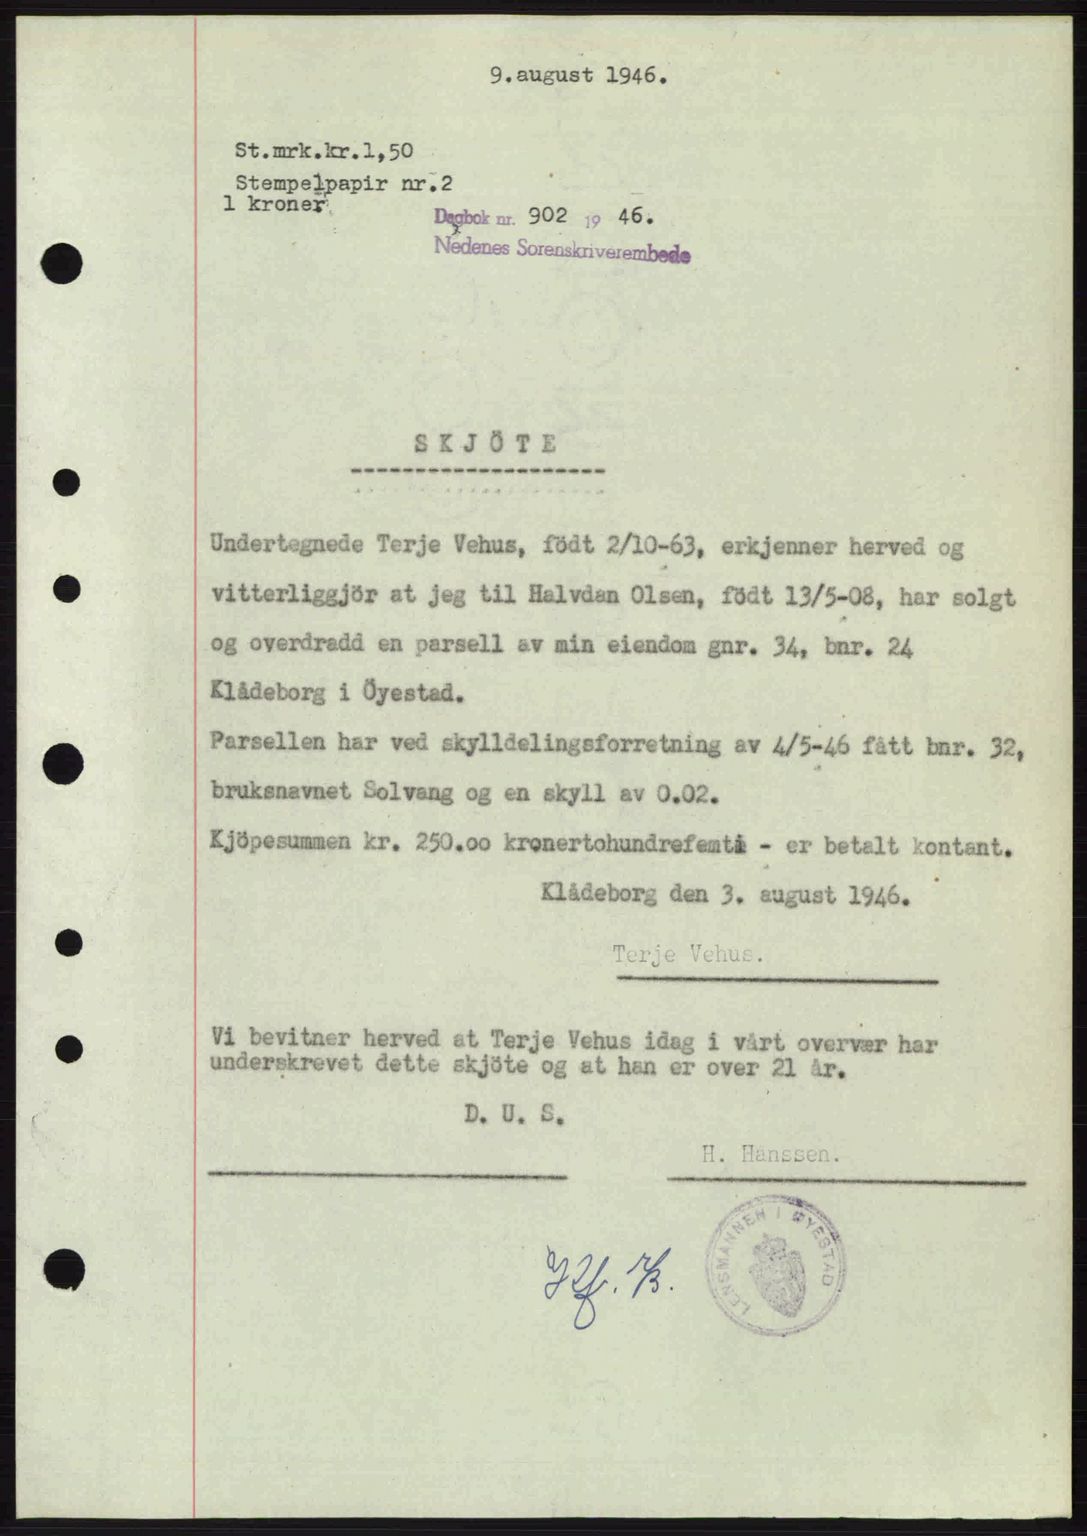 9.august 1946.
St.mrk.kr.1,50
Stempelpapir nr.2
1 kroner
Dagbok nr. 902 19 46.
Nedenes Sorenskriverembede
SKJÖTE
Undertegnede Terje Vehus, födt 2/10-63, erkjenner herved og
vitterliggjör at jeg til Halvdan Olsen, födt 13/5-08, har solgt
og overdradd en parsell av min eiendom gnr. 34, bnr. 24
Klådeborg i Öyestad.
Parsellen har ved skylldelingsforretning av 4/5-46 fått bnr. 32,
bruksnavnet Solvang og en skyll av 0.02.
Kjöpesummen kr. 250.oo kronertohundrefemti - er betalt kontant.
Klådeborg den 3. august 1946.
Terje Vehus.
Vi bevitner herved at Terje Vehus idag i vårt overvær har
underskrevet dette skjöte og at han er over 21 år.
D. U. S.
H. Hanssen.
LENSMANNEN I ØYESTAD